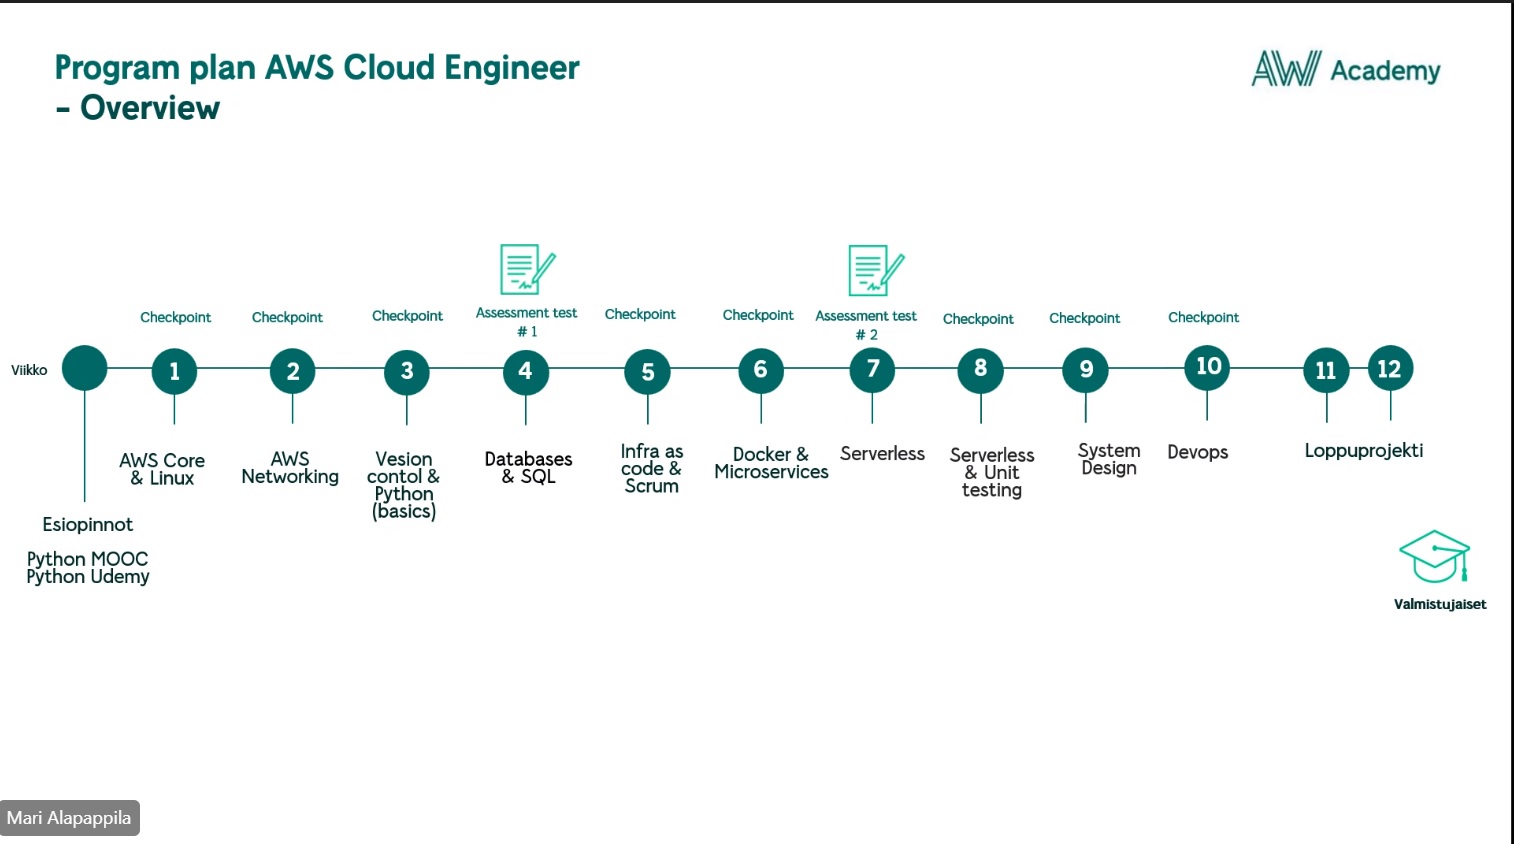 Program plan AWS Cloud Engineer
- Overview
AW Academy
Checkpoint
Checkpoint
Checkpoint
Assessment test
# 1
Checkpoint
Checkpoint
Assessment test
# 2
Checkpoint
Checkpoint
Checkpoint
Viikko
1
2
3
4
5
6
7
8
9
10
11
12
AWS Core
& Linux
AWS
Networking
Vesion
contol &
Python
(basics)
Databases
& SQL
Infra as
code &
Scrum
Docker &
Microservices
Serverless
Serverless
& Unit
testing
System
Design
Devops
Loppuprojekti
Esiopinnot
Python MOOC
Python Udemy
Valmistujaiset
Mari Alapappila